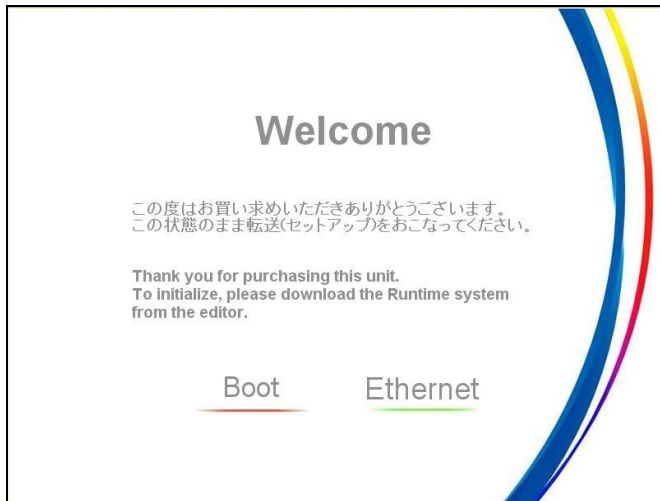 Welcome
この度はお買い求めいただきありがとうございます。
この状態のまま転送(セットアップ)をおこなってください。
Thank you for purchasing this unit.
To initialize, please download the Runtime system
from the editor.
Boot
Ethernet